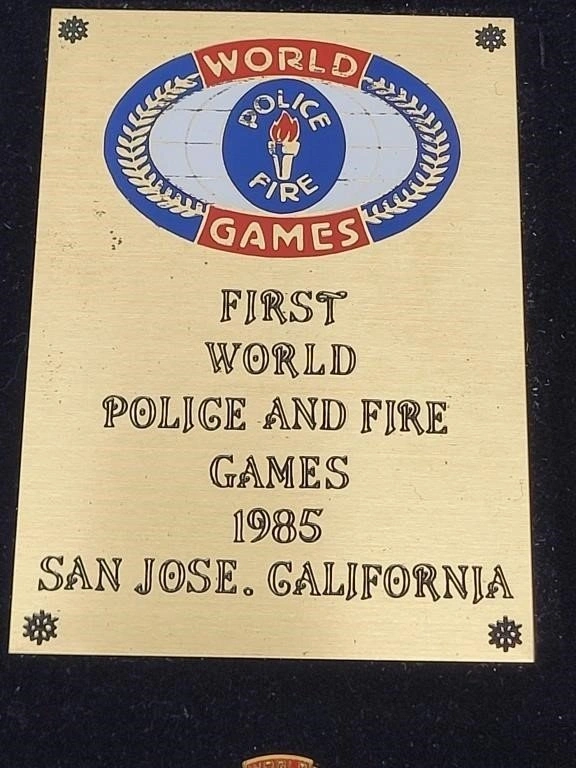 WORLD
POLICE
FIRE
GAMES
FIRST
WORLD
POLICE AND FIRE
GAMES
1985
SAN JOSE. CALIFORNIA